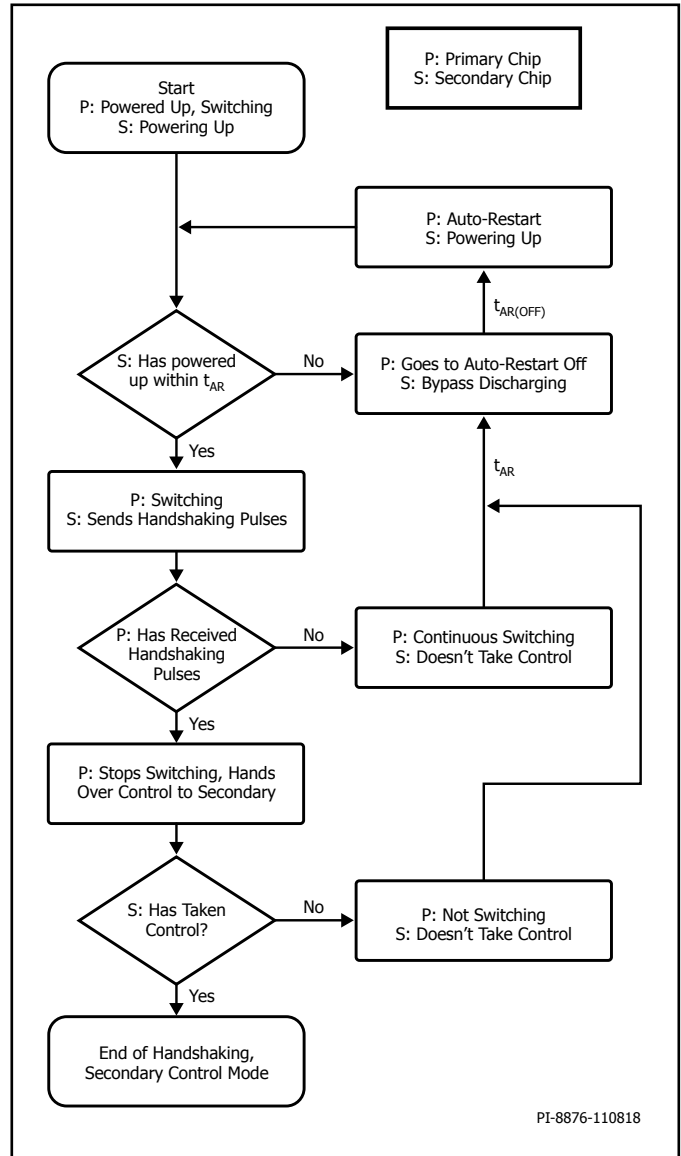 P: Primary Chip
S: Secondary Chip
Start
P: Powered Up, Switching
S: Powering Up
P: Auto-Restart
S: Powering Up
t_AR(OFF)
S: Has powered
up within t_AR
No
P: Goes to Auto-Restart Off
S: Bypass Discharging
Yes
t_AR
P: Switching
S: Sends Handshaking Pulses
P: Has Received
Handshaking
Pulses
No
P: Continuous Switching
S: Doesn't Take Control
Yes
P: Stops Switching, Hands
Over Control to Secondary
S: Has Taken
Control?
No
P: Not Switching
S: Doesn't Take Control
Yes
End of Handshaking,
Secondary Control Mode
PI-8876-110818